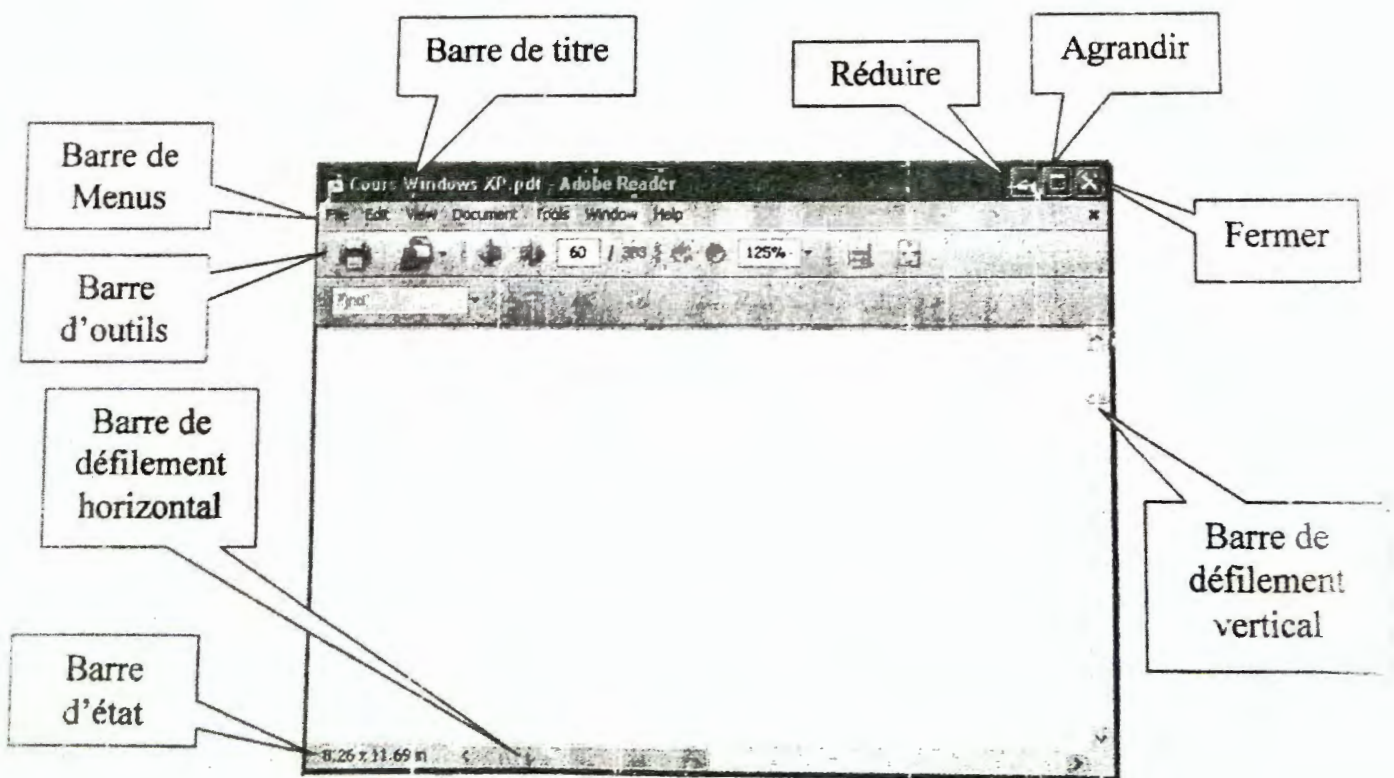 Barre de titre
Réduire
Agrandir
Barre de
Menus
Cours Windows XP.pdf - Adobe Reader
File Edit View Document Tools Window Help
Fermer
Barre
d'outils
60 / 125%
Find
Barre de
défilement
horizontal
Barre de
défilement
vertical
Barre
d'état
8.26 x 11.69 in